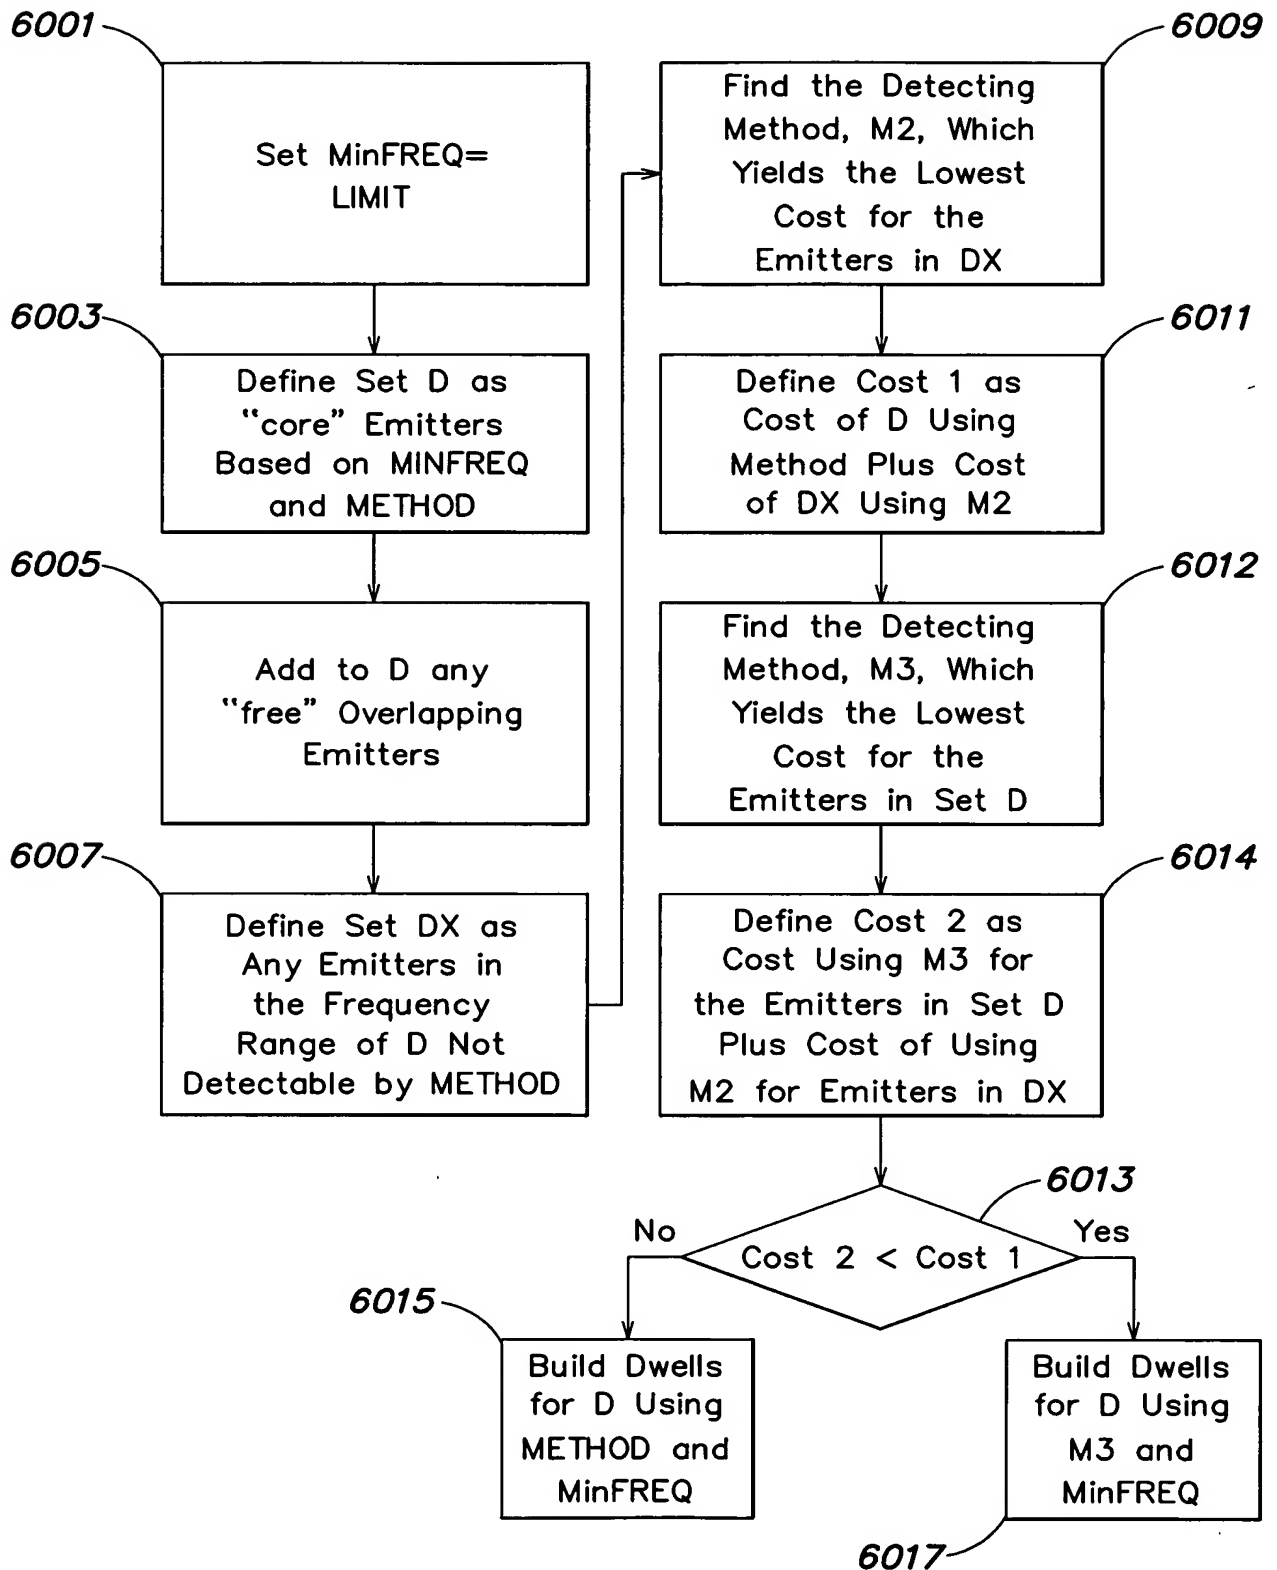 6001
Set MinFREQ=
LIMIT
6003
Define Set D as
"core" Emitters
Based on MINFREQ
and METHOD
6005
Add to D any
"free" Overlapping
Emitters
6007
Define Set DX as
Any Emitters in
the Frequency
Range of D Not
Detectable by METHOD
6009
Find the Detecting
Method, M2, Which
Yields the Lowest
Cost for the
Emitters in DX
6011
Define Cost 1 as
Cost of D Using
Method Plus Cost
of DX Using M2
6012
Find the Detecting
Method, M3, Which
Yields the Lowest
Cost for the
Emitters in Set D
6014
Define Cost 2 as
Cost Using M3 for
the Emitters in Set D
Plus Cost of Using
M2 for Emitters in DX
6013
No
Yes
Cost 2 < Cost 1
6015
Build Dwells
for D Using
METHOD and
MinFREQ
Build Dwells
for D Using
M3 and
MinFREQ
6017